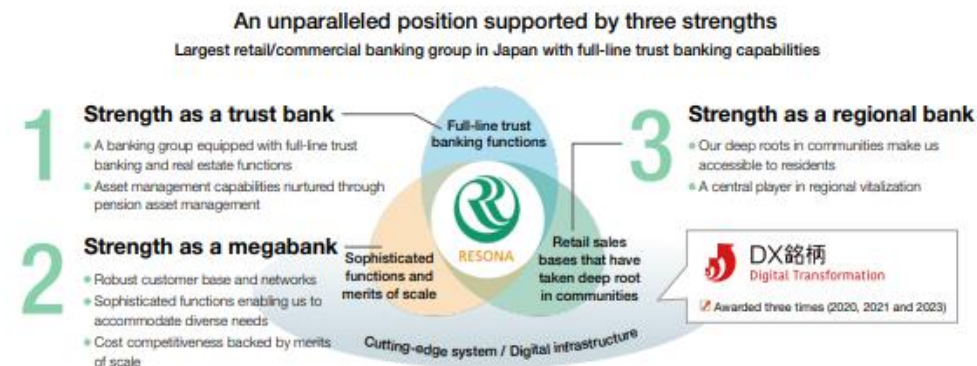 An unparalleled position supported by three strengths
Largest retail/commercial banking group in Japan with full-line trust banking capabilities
1
Strength as a trust bank
A banking group equipped with full-line trust
banking and real estate functions
Asset management capabilities nurtured through
pension asset management
2
Strength as a megabank
Robust customer base and networks
Sophisticated functions enabling us to
accommodate diverse needs
Cost competitiveness backed by merits
of scale
Full-line trust
banking functions
RESONA
Sophisticated
functions and
merits of scale
Retail sales
bases that have
taken deep root
in communities
Cutting-edge system / Digital infrastructure
3
Strength as a regional bank
Our deep roots in communities make us
accessible to residents
A central player in regional vitalization
DX銘柄
Digital Transformation
Awarded three times (2020, 2021 and 2023)